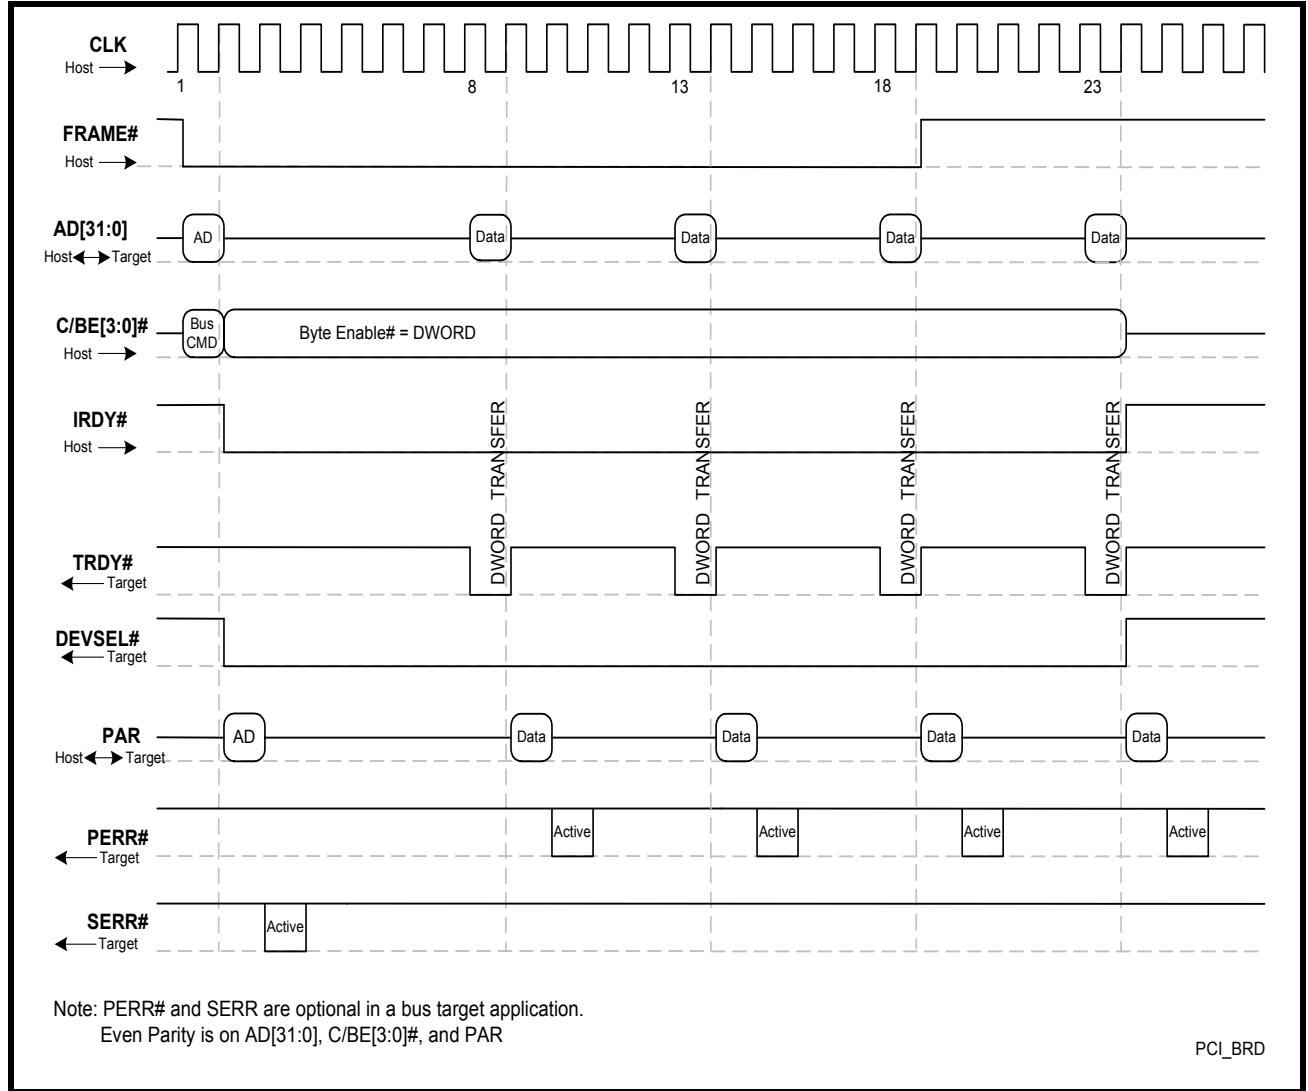 CLK
Host
1
8
13
18
23
FRAME#
Host
AD[31:0]
Host Target
AD
Data
Data
Data
Data
C/BE[3:0]#
Host
Bus
CMD
Byte Enable# = DWORD
IRDY#
Host
DWORD TRANSFER
DWORD TRANSFER
DWORD TRANSFER
DWORD TRANSFER
TRDY#
Target
DEVSEL#
Target
PAR
Host Target
AD
Data
Data
Data
Data
PERR#
Target
Active
Active
Active
Active
SERR#
Target
Active
Note: PERR# and SERR are optional in a bus target application.
Even Parity is on AD[31:0], C/BE[3:0]#, and PAR
PCI_BRD